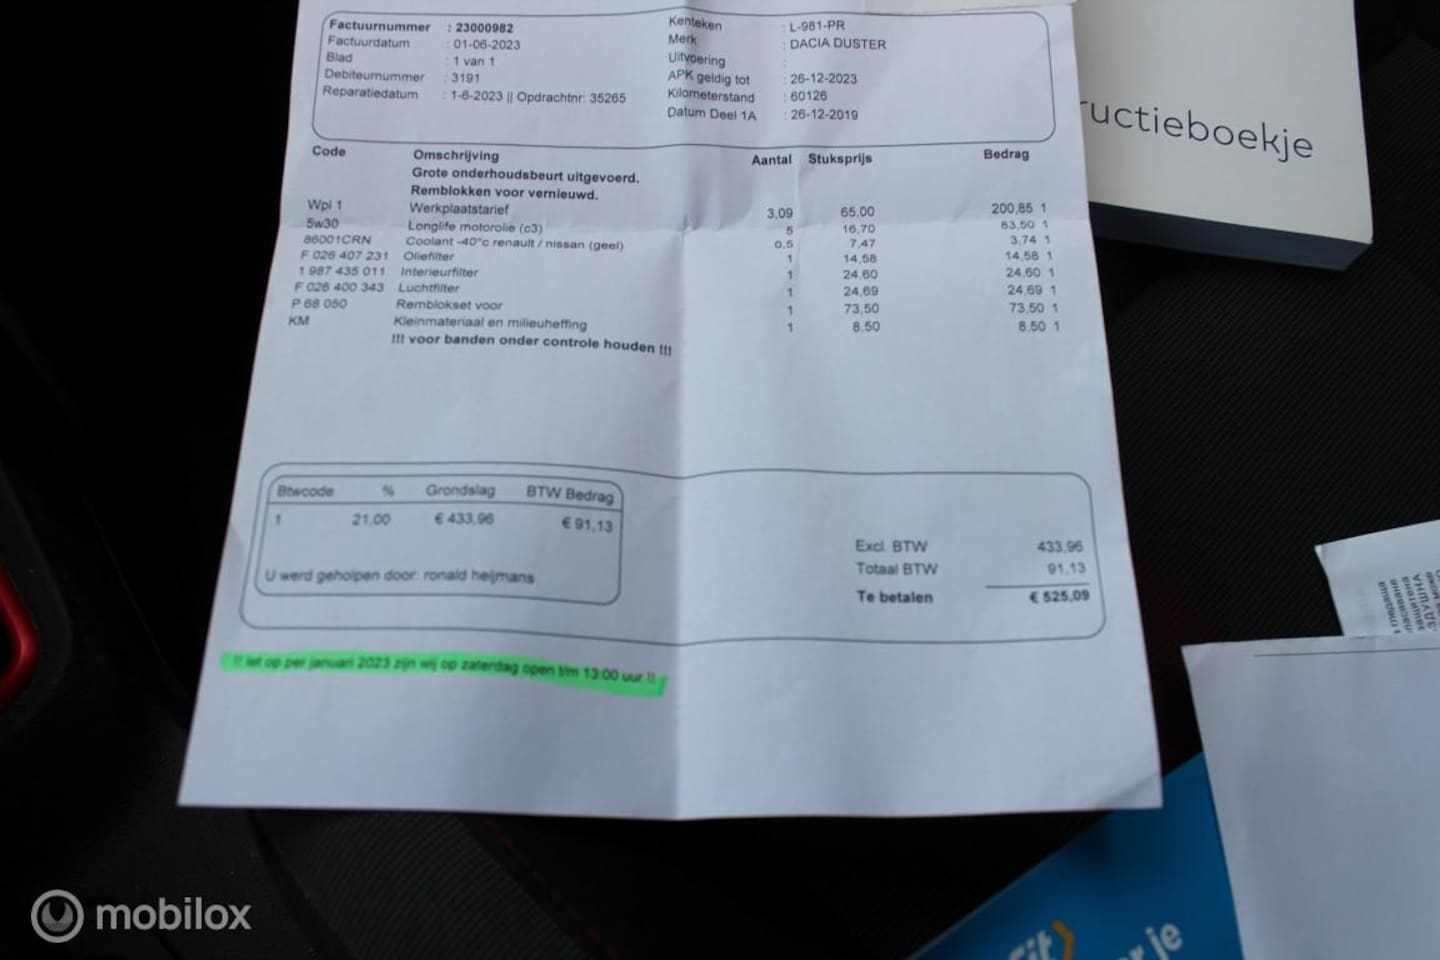 Factuurnummer : 23000982
Factuurdatum : 01-06-2023
Blad : 1 van 1
Debiteurnummer : 3191
Reparatiedatum : 1-6-2023 || Opdrachtnr: 35265
Kenteken : L-981-PR
Merk : DACIA DUSTER
Uitvoering :
APK geldig tot : 26-12-2023
Kilometerstand : 60126
Datum Deel 1A : 26-12-2019
Code Omschrijving Aantal Stuksprijs Bedrag
Grote onderhoudsbeurt uitgevoerd.
Remblokken voor vernieuwd.
Wpl 1 Werkplaatstarief 3,09 65,00 200,85 1
5w30 Longlife motorolie (c3) 5 16,70 83,50 1
86001CRN Coolant -40°c renault / nissan (geel) 0,5 7,47 3,74 1
F 026 407 231 Oliefilter 1 14,58 14,58 1
1 987 435 011 Interieurfilter 1 24,60 24,60 1
F 026 400 343 Luchtfilter 1 24,69 24,69 1
P 68 050 Remblokset voor 1 73,50 73,50 1
KM Kleinmateriaal en milieuheffing 1 8,50 8,50 1
!!! voor banden onder controle houden !!!
Btwcode % Grondslag BTW Bedrag
1 21,00 € 433,96 € 91,13
U werd geholpen door: ronald heijmans
Excl. BTW 433,96
Totaal BTW 91,13
Te betalen € 525,09
!! let op per januari 2023 zijn wij op zaterdag open t/m 13:00 uur !!
ructieboekje
je
mobilox